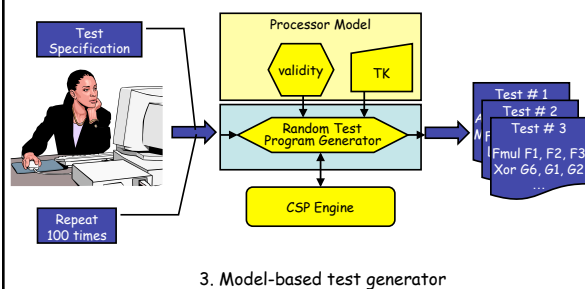 Test
Specification
Processor Model
validity
TK
Random Test
Program Generator
CSP Engine
Repeat
100 times
Test # 1
Test # 2
Test # 3
Fmul F1, F2, F3
Xor G6, G1, G2
...
3. Model-based test generator